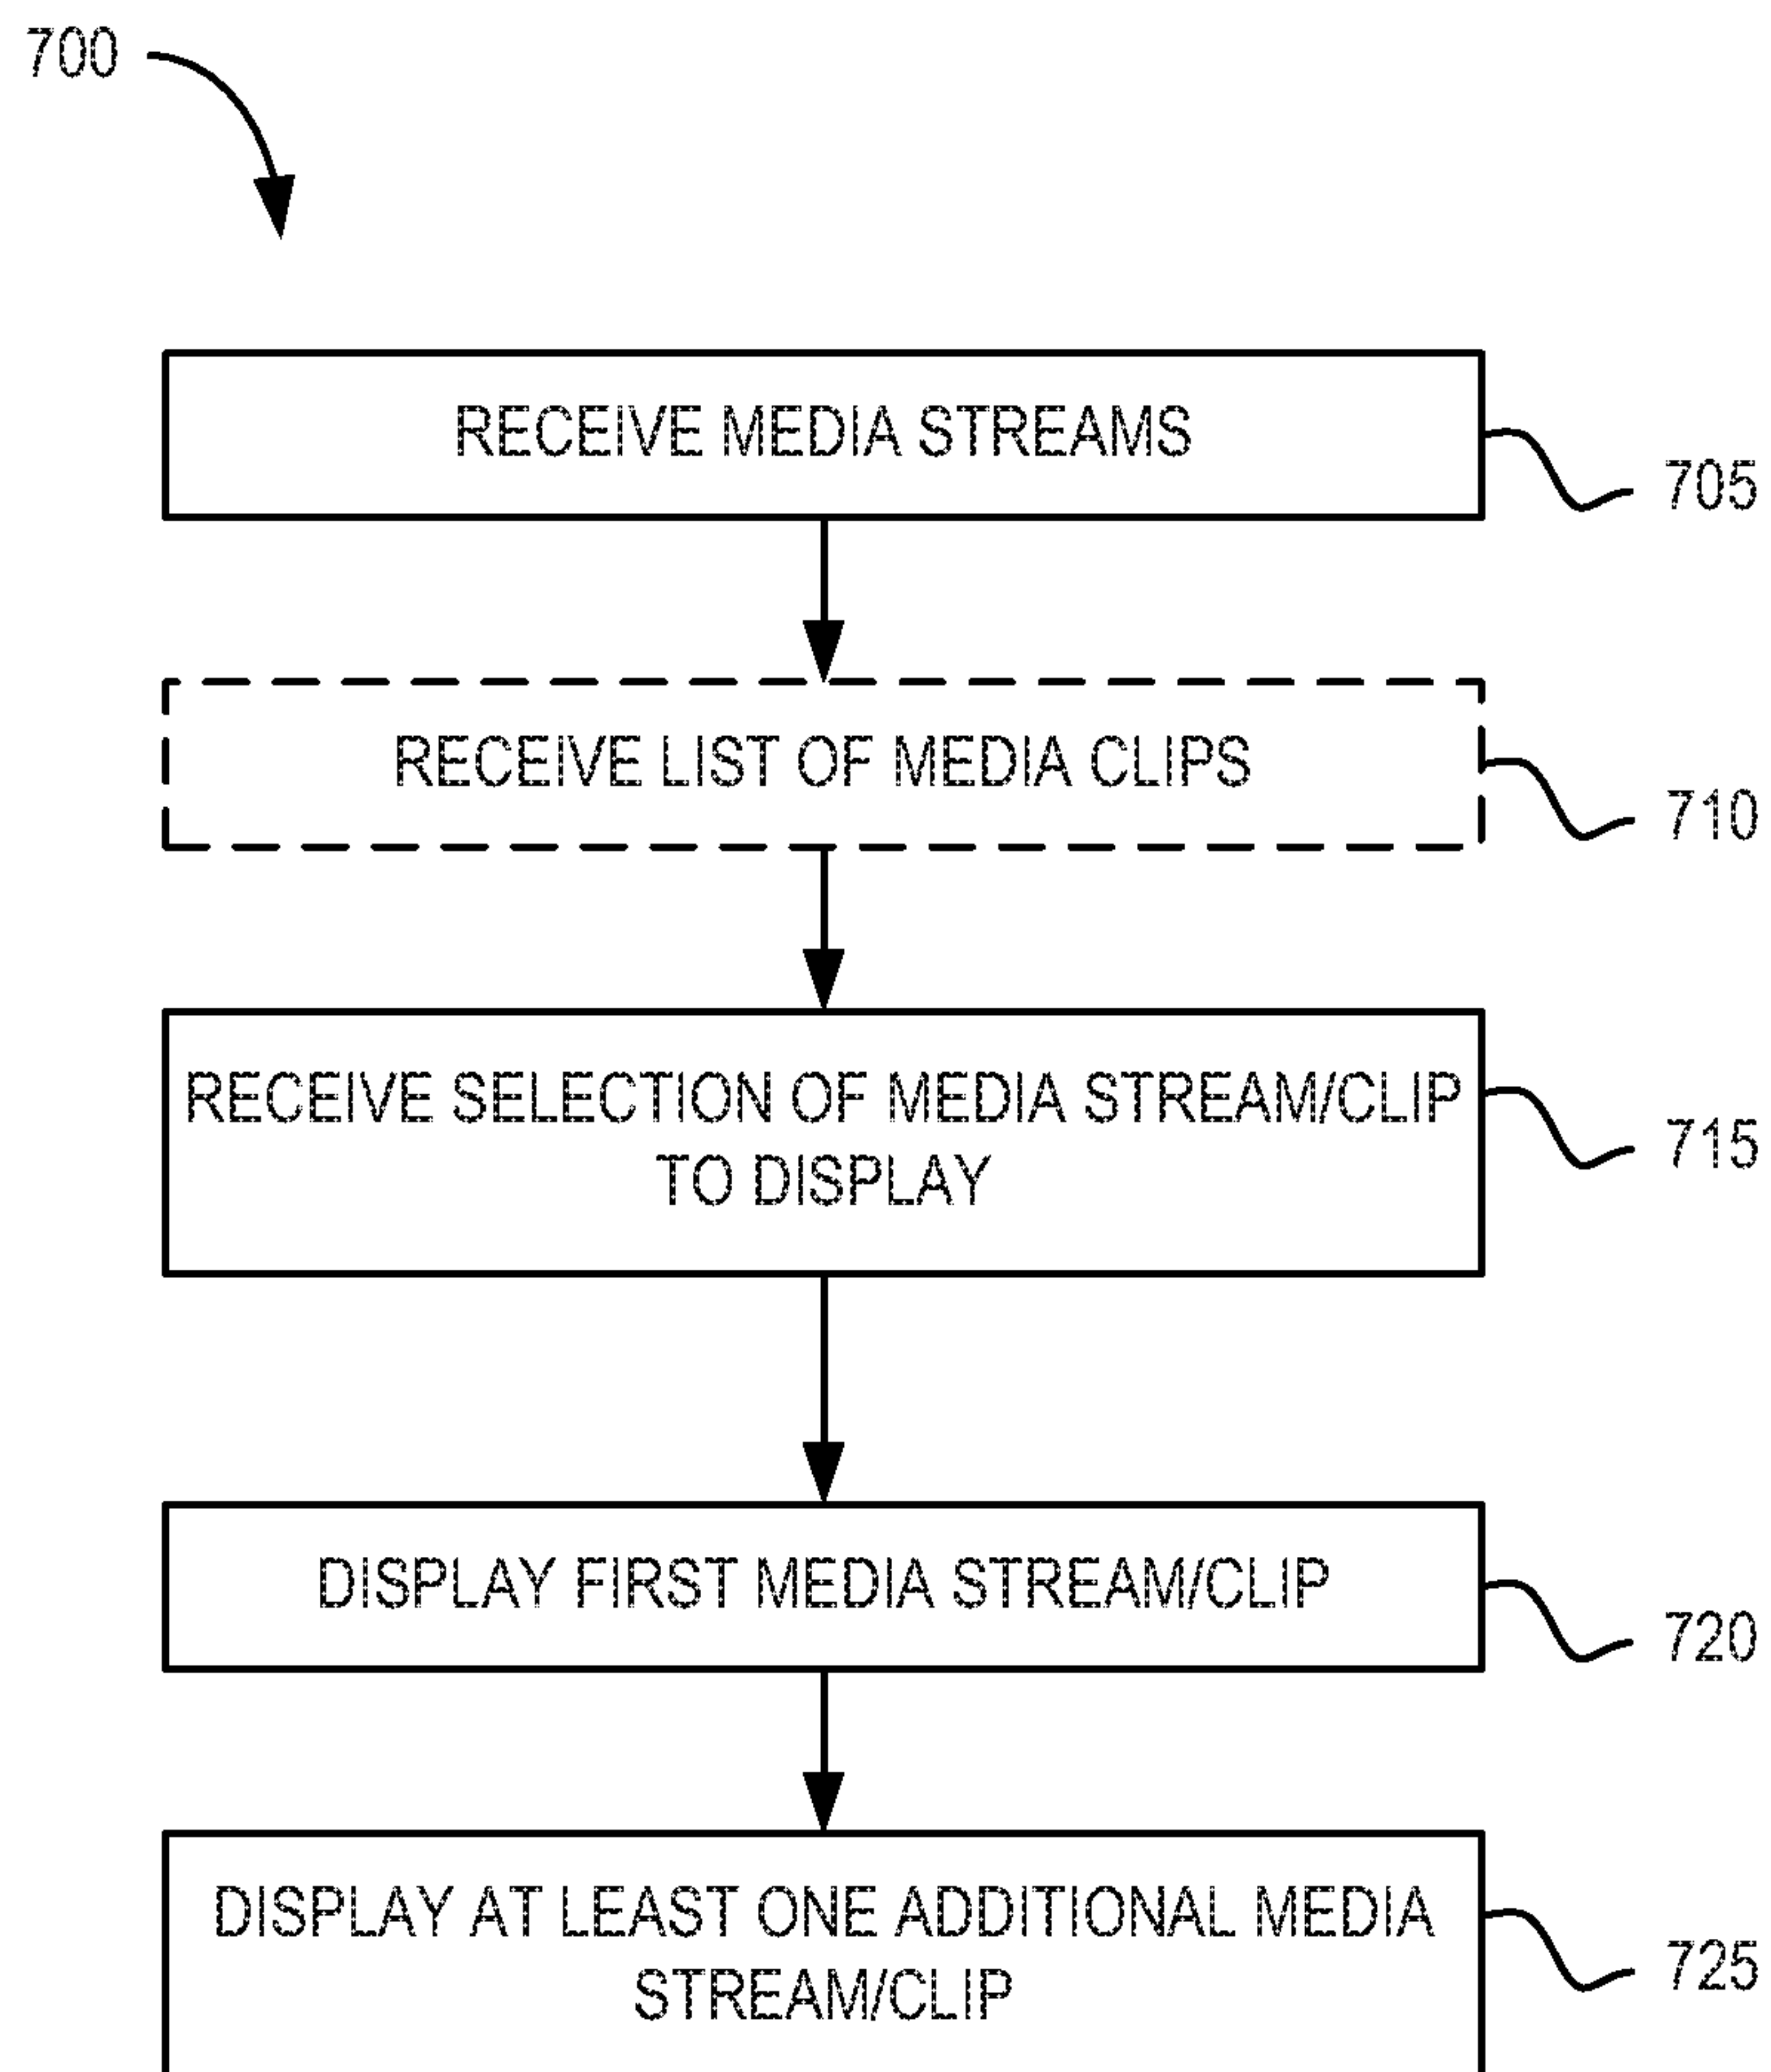 700
RECEIVE MEDIA STREAMS
705
RECEIVE LIST OF MEDIA CLIPS
710
RECEIVE SELECTION OF MEDIA STREAM/CLIP
TO DISPLAY
715
DISPLAY FIRST MEDIA STREAM/CLIP
720
DISPLAY AT LEAST ONE ADDITIONAL MEDIA
STREAM/CLIP
725